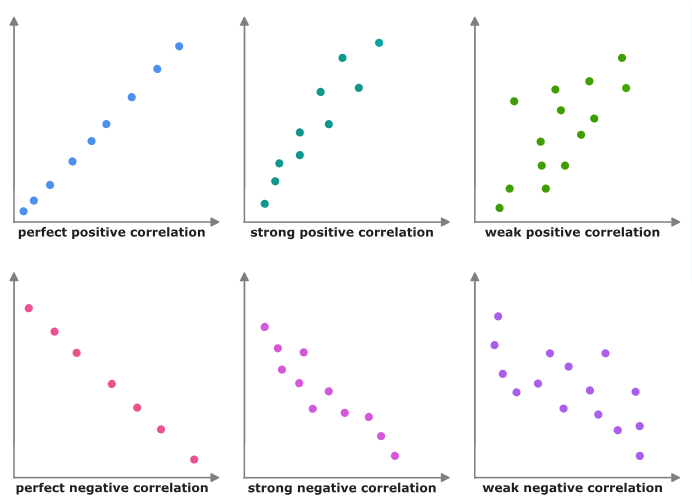 perfect positive correlation
strong positive correlation
weak positive correlation
perfect negative correlation
strong negative correlation
weak negative correlation